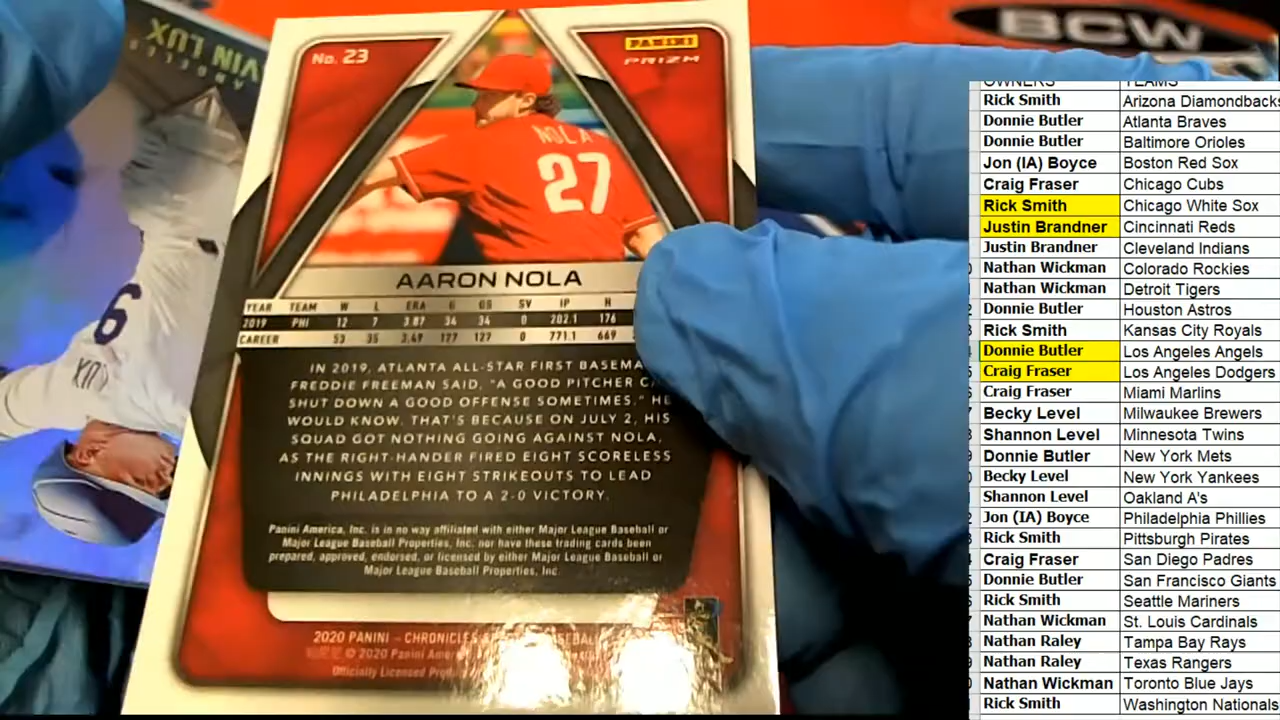 BCW
VIN LUX
6
No. 23
PANINI
PRIZM
NOLA
27
AARON NOLA
YEAR TEAM W L ERA G GS SV IP H
2019 PHI 12 7 3.87 34 34 0 202.1 176
CAREER 53 35 3.49 127 127 0 771.1 669
IN 2019, ATLANTA ALL-STAR FIRST
FREDDIE FREEMAN SAID, "A GOOD PITCHER
SHUT DOWN A GOOD OFFENSE SOMETIMES." HE
WOULD KNOW. THAT'S BECAUSE ON JULY 2, HIS
SQUAD GOT NOTHING GOING AGAINST NOLA,
AS THE RIGHT-HANDER FIRED EIGHT SCORELESS
INNINGS WITH EIGHT STRIKEOUTS TO LEAD
PHILADELPHIA TO A 2-0 VICTORY.
Panini America, Inc. is in no way affiliated with either Major League Baseball or
Major League Baseball Properties, Inc. nor have these trading cards been
prepared, approved, endorsed, or licensed by either Major League Baseball or
Major League Baseball Properties, Inc.
2020 PANINI - CHRONICLES
© 2020 Panini
Officially Licensed
OWNERS TEAMS
Rick Smith Arizona Diamondbacks
Donnie Butler Atlanta Braves
Donnie Butler Baltimore Orioles
Jon (IA) Boyce Boston Red Sox
Craig Fraser Chicago Cubs
Rick Smith Chicago White Sox
Justin Brandner Cincinnati Reds
Justin Brandner Cleveland Indians
Nathan Wickman Colorado Rockies
Nathan Wickman Detroit Tigers
Donnie Butler Houston Astros
Rick Smith Kansas City Royals
Donnie Butler Los Angeles Angels
Craig Fraser Los Angeles Dodgers
Craig Fraser Miami Marlins
Becky Level Milwaukee Brewers
Shannon Level Minnesota Twins
Donnie Butler New York Mets
Becky Level New York Yankees
Shannon Level Oakland A's
Jon (IA) Boyce Philadelphia Phillies
Rick Smith Pittsburgh Pirates
Craig Fraser San Diego Padres
Donnie Butler San Francisco Giants
Rick Smith Seattle Mariners
Nathan Wickman St. Louis Cardinals
Nathan Raley Tampa Bay Rays
Nathan Raley Texas Rangers
Nathan Wickman Toronto Blue Jays
Rick Smith Washington Nationals